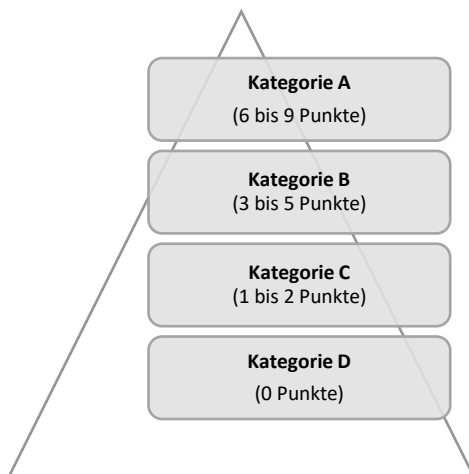 Kategorie A
(6 bis 9 Punkte)
Kategorie B
(3 bis 5 Punkte)
Kategorie C
(1 bis 2 Punkte)
Kategorie D
(0 Punkte)